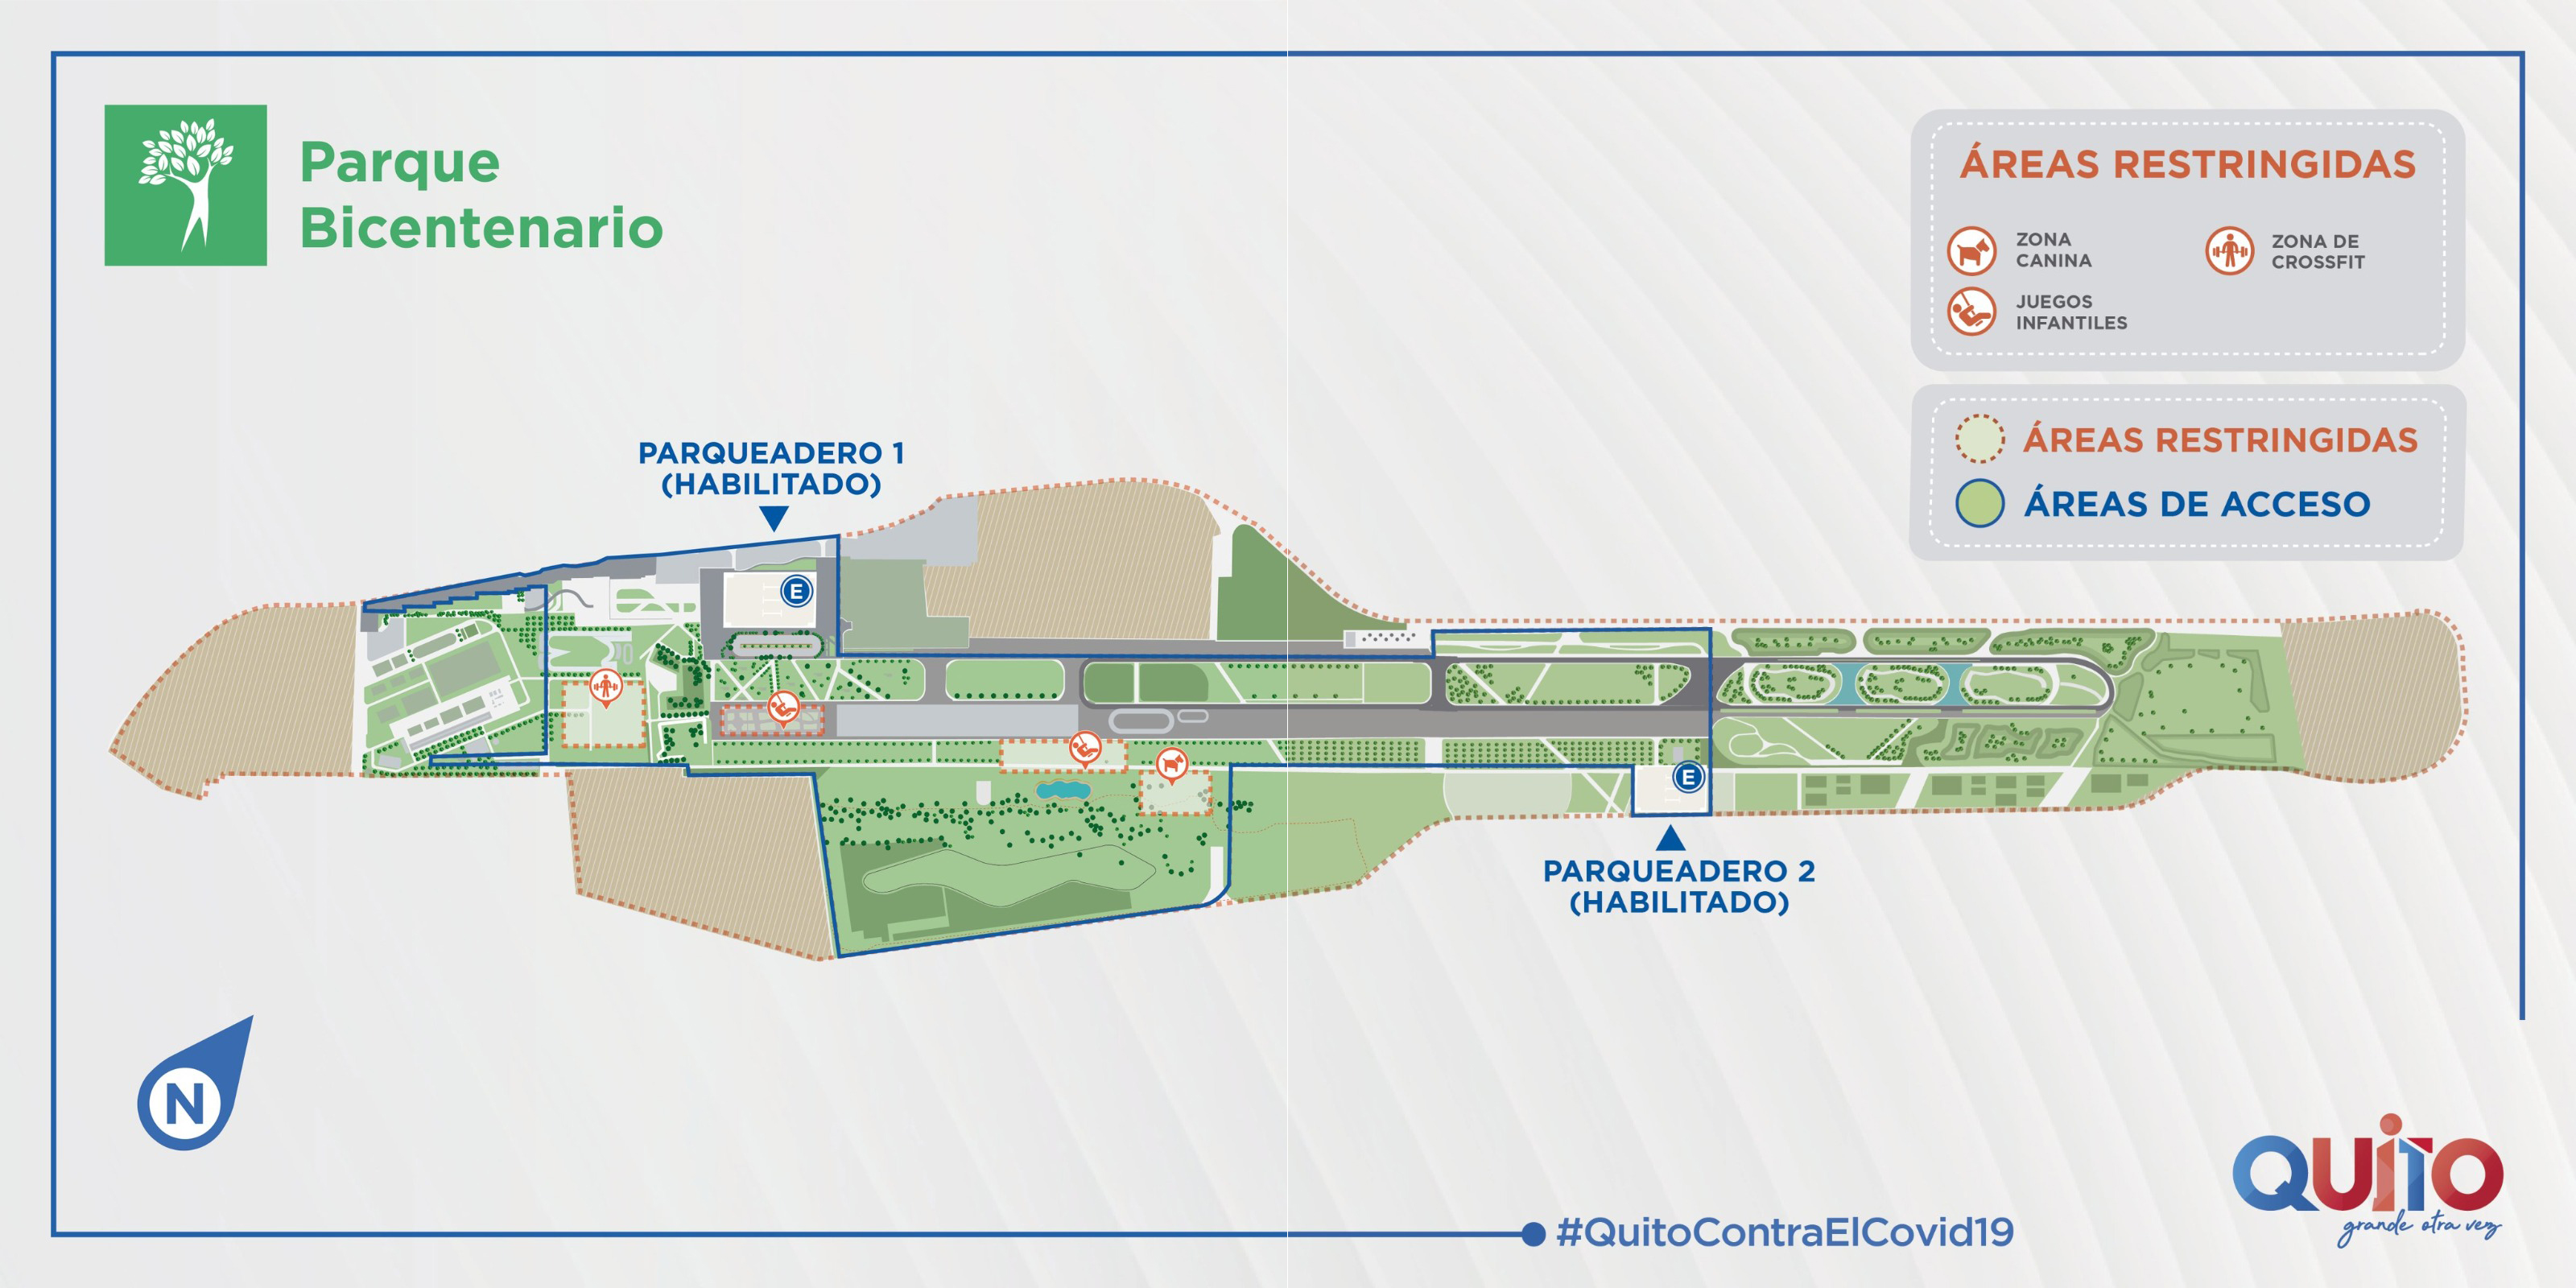 Parque
Bicentenario
ÁREAS RESTRINGIDAS
ZONA
CANINA
ZONA DE
CROSSFIT
JUEGOS
INFANTILES
ÁREAS RESTRINGIDAS
ÁREAS DE ACCESO
PARQUEADERO 1
(HABILITADO)
E
E
PARQUEADERO 2
(HABILITADO)
N
#QuitoContraElCovid19
QUITO
grande otra vez